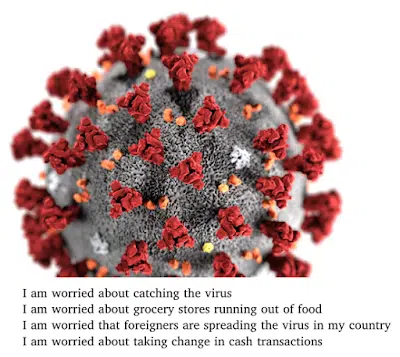 I am worried about catching the virus
I am worried about grocery stores running out of food
I am worried that foreigners are spreading the virus in my country
I am worried about taking change in cash transactions